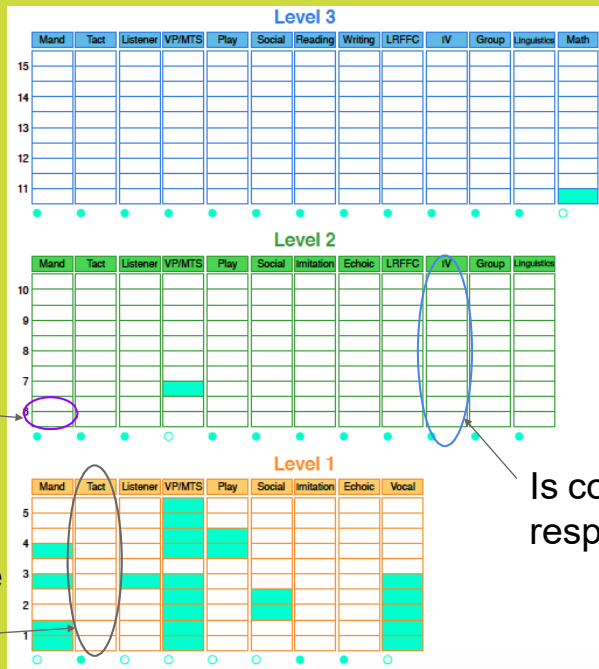 Level 3
Mand Tact Listener VP/MTS Play Social Reading Writing LRFFC IV Group Linguistics Math
15
14
13
12
11
Level 2
Mand Tact Listener VP/MTS Play Social Imitation Echoic LRFFC IV Group Linguistics
10
9
8
7
6
Level 1
Mand Tact Listener VP/MTS Play Social Imitation Echoic Vocal
5
4
3
2
1
Is co
resp